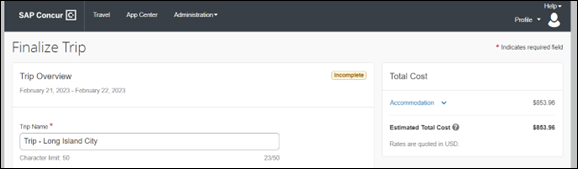 SAP Concur C Travel App Center Administration Help
Profile
Finalize Trip * Indicates required field
Trip Overview Incomplete
February 21, 2023 - February 22, 2023
Trip Name *
Trip - Long Island City
Character limit: 50 23/50
Total Cost
Accommodation $853.96
Estimated Total Cost ? $853.96
Rates are quoted in USD.